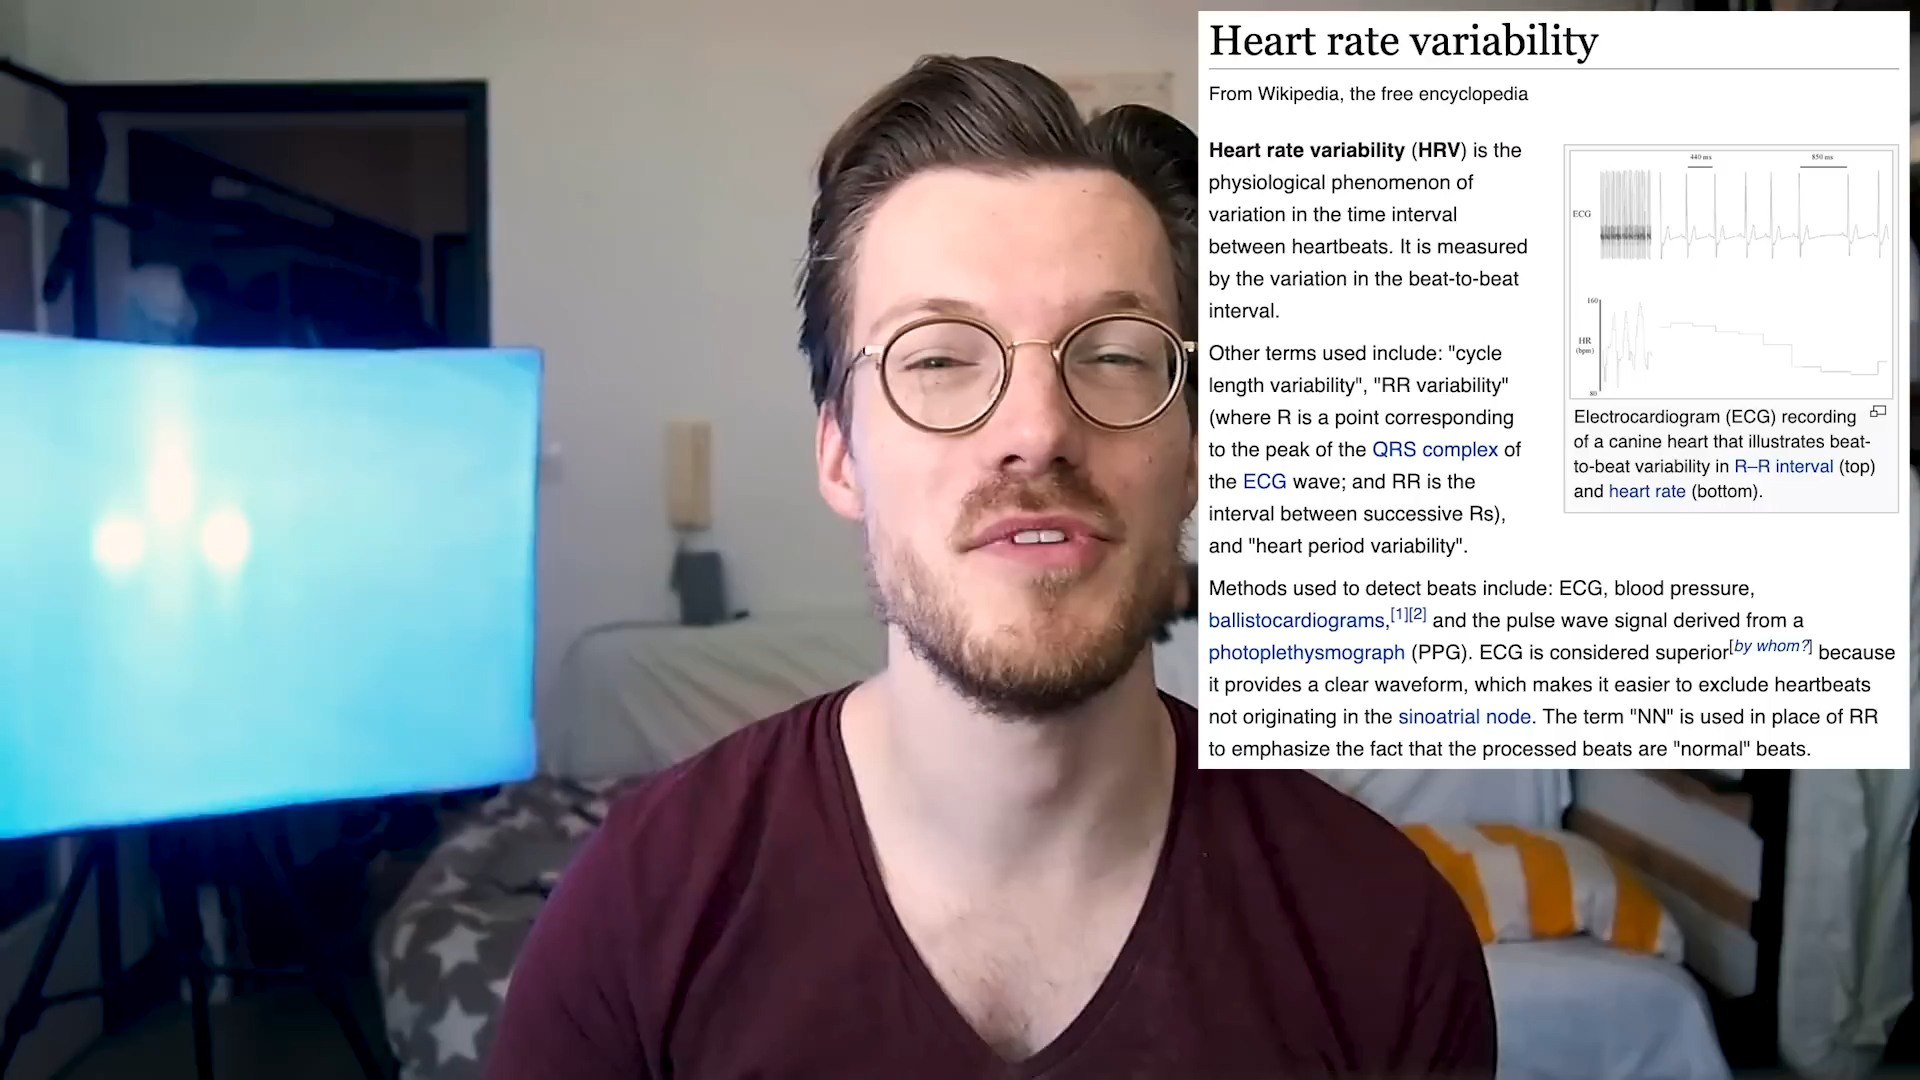 Heart rate variability
From Wikipedia, the free encyclopedia
Heart rate variability (HRV) is the
physiological phenomenon of
variation in the time interval
between heartbeats. It is measured
by the variation in the beat-to-beat
interval.
Other terms used include: "cycle
length variability", "RR variability"
(where R is a point corresponding
to the peak of the QRS complex of
the ECG wave; and RR is the
interval between successive Rs),
and "heart period variability".
440 ms
850 ms
ECG
160
HR
(bpm)
80
Electrocardiogram (ECG) recording
of a canine heart that illustrates beat-
to-beat variability in R–R interval (top)
and heart rate (bottom).
Methods used to detect beats include: ECG, blood pressure,
ballistocardiograms,[1][2] and the pulse wave signal derived from a
photoplethysmograph (PPG). ECG is considered superior[by whom?] because
it provides a clear waveform, which makes it easier to exclude heartbeats
not originating in the sinoatrial node. The term "NN" is used in place of RR
to emphasize the fact that the processed beats are "normal" beats.